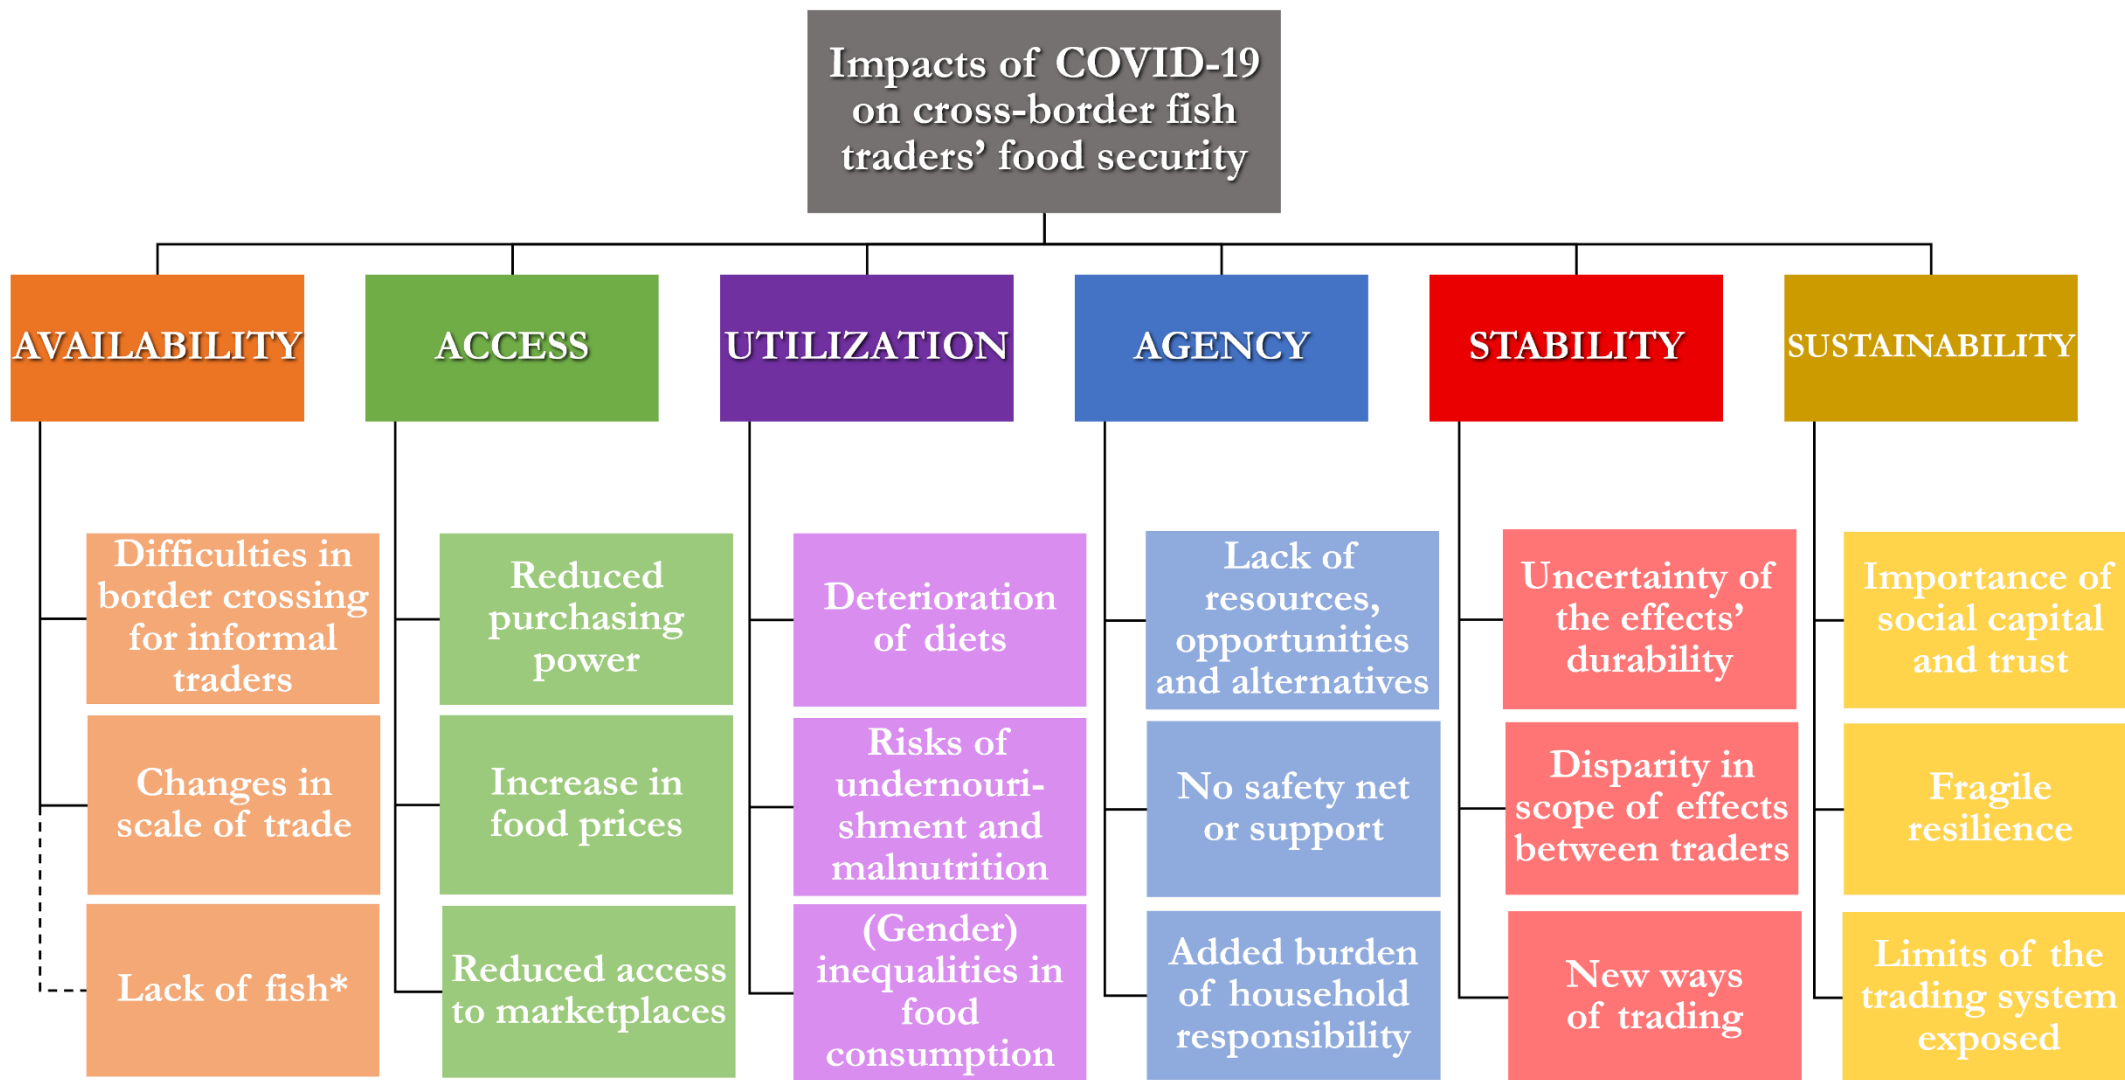 Impacts of COVID-19
on cross-border fish
traders’ food security
AVAILABILITY
ACCESS
UTILIZATION
AGENCY
STABILITY
SUSTAINABILITY
Difficulties in
border crossing
for informal
traders
Changes in
scale of trade
Lack of fish*
Reduced
purchasing
power
Increase in
food prices
Reduced access
to marketplaces
Deterioration
of diets
Risks of
undernouri-
shment and
malnutrition
(Gender)
inequalities in
food
consumption
Lack of
resources,
opportunities
and alternatives
No safety net
or support
Added burden
of household
responsibility
Uncertainty of
the effects’
durability
Disparity in
scope of effects
between traders
New ways
of trading
Importance of
social capital
and trust
Fragile
resilience
Limits of the
trading system
exposed